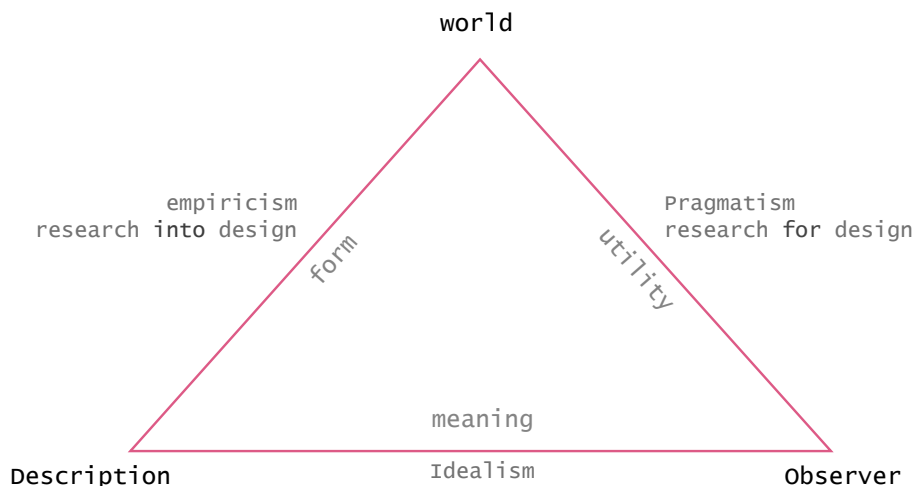 world
empiricism
research into design
Pragmatism
research for design
form
utility
meaning
Idealism
Description
Observer